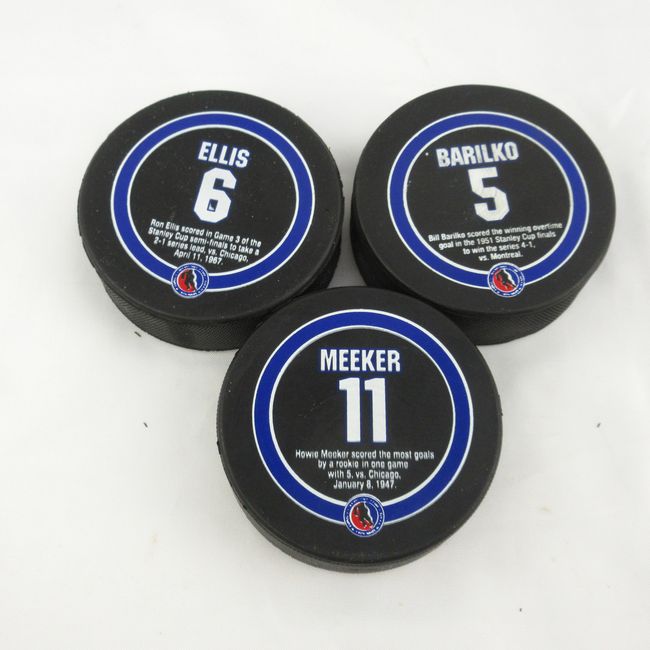 ELLIS
6
Ron Ellis scored in Game 3 of the
Stanley Cup semi-finals to take a
2-1 series lead, vs. Chicago,
April 11, 1967.
BARILKO
5
Bill Barilko scored the winning overtime
goal in the 1951 Stanley Cup finals
to win the series 4-1,
vs. Montreal.
MEEKER
11
Howie Meeker scored the most goals
by a rookie in one game
with 5, vs. Chicago,
January 8, 1947.